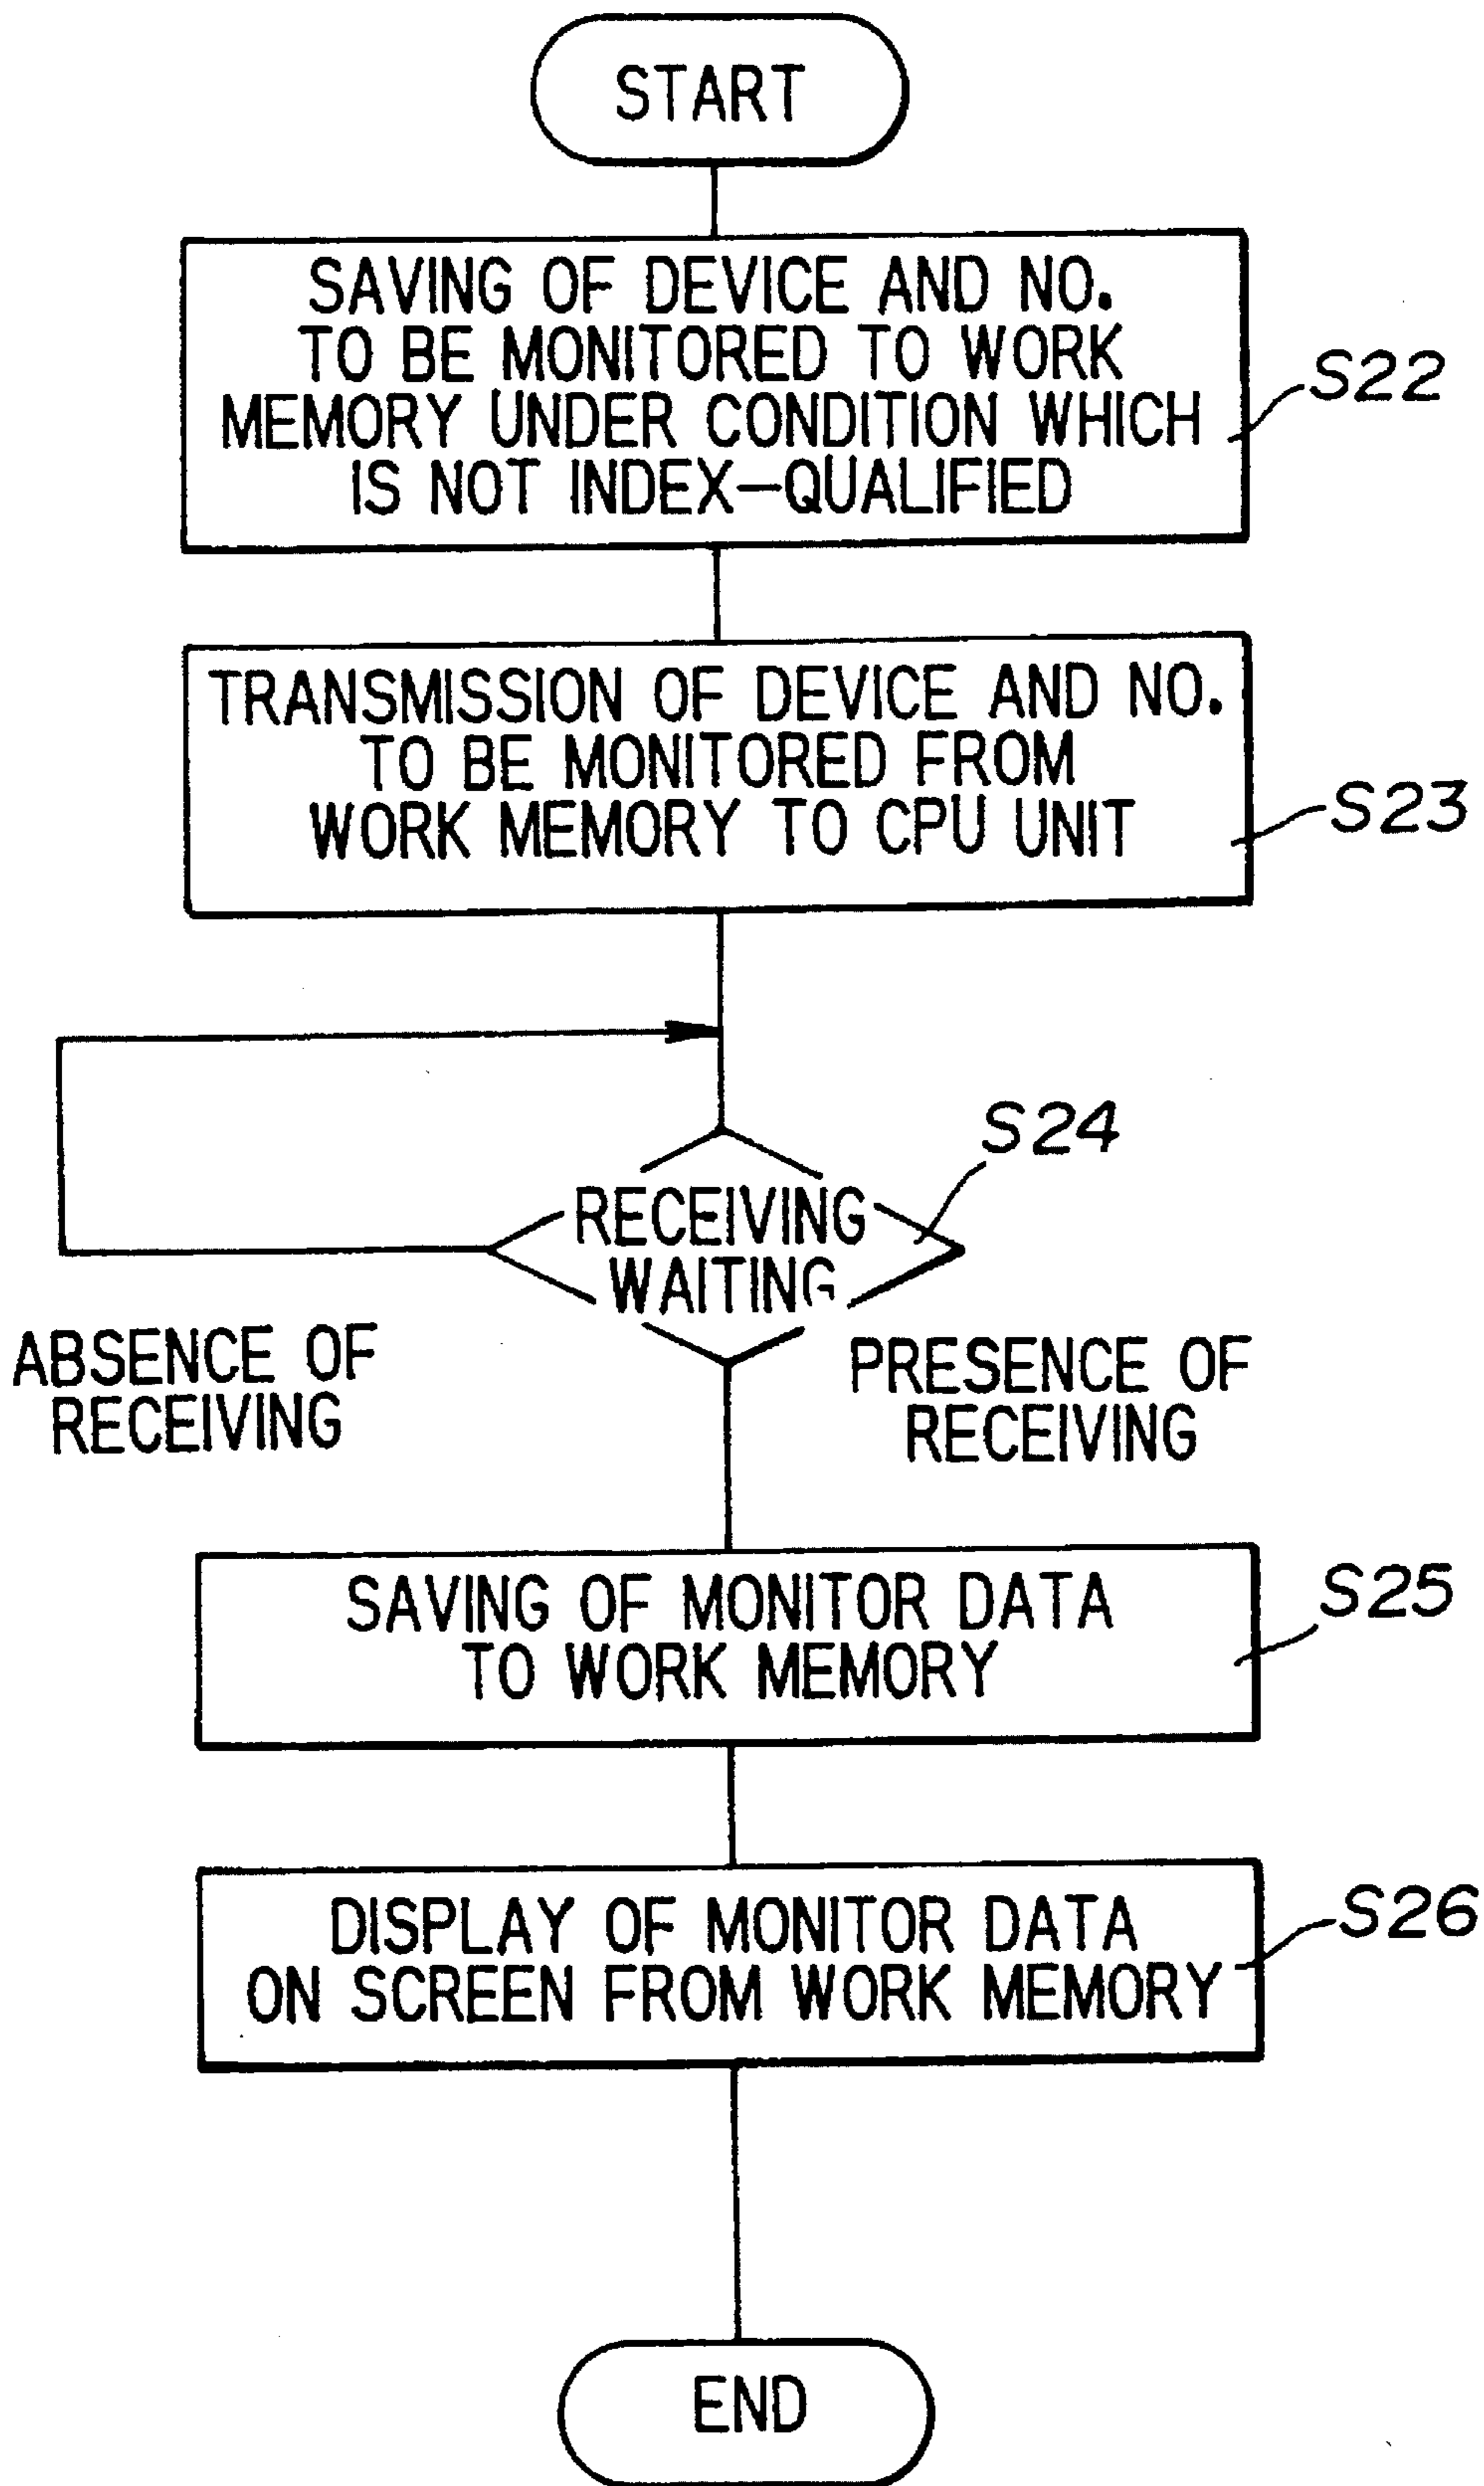 START
SAVING OF DEVICE AND NO.
TO BE MONITORED TO WORK
MEMORY UNDER CONDITION WHICH
IS NOT INDEX-QUALIFIED
S22
TRANSMISSION OF DEVICE AND NO.
TO BE MONITORED FROM
WORK MEMORY TO CPU UNIT
S23
S24
RECEIVING
WAITING
ABSENCE OF
RECEIVING
PRESENCE OF
RECEIVING
SAVING OF MONITOR DATA
TO WORK MEMORY
S25
DISPLAY OF MONITOR DATA
ON SCREEN FROM WORK MEMORY
S26
END